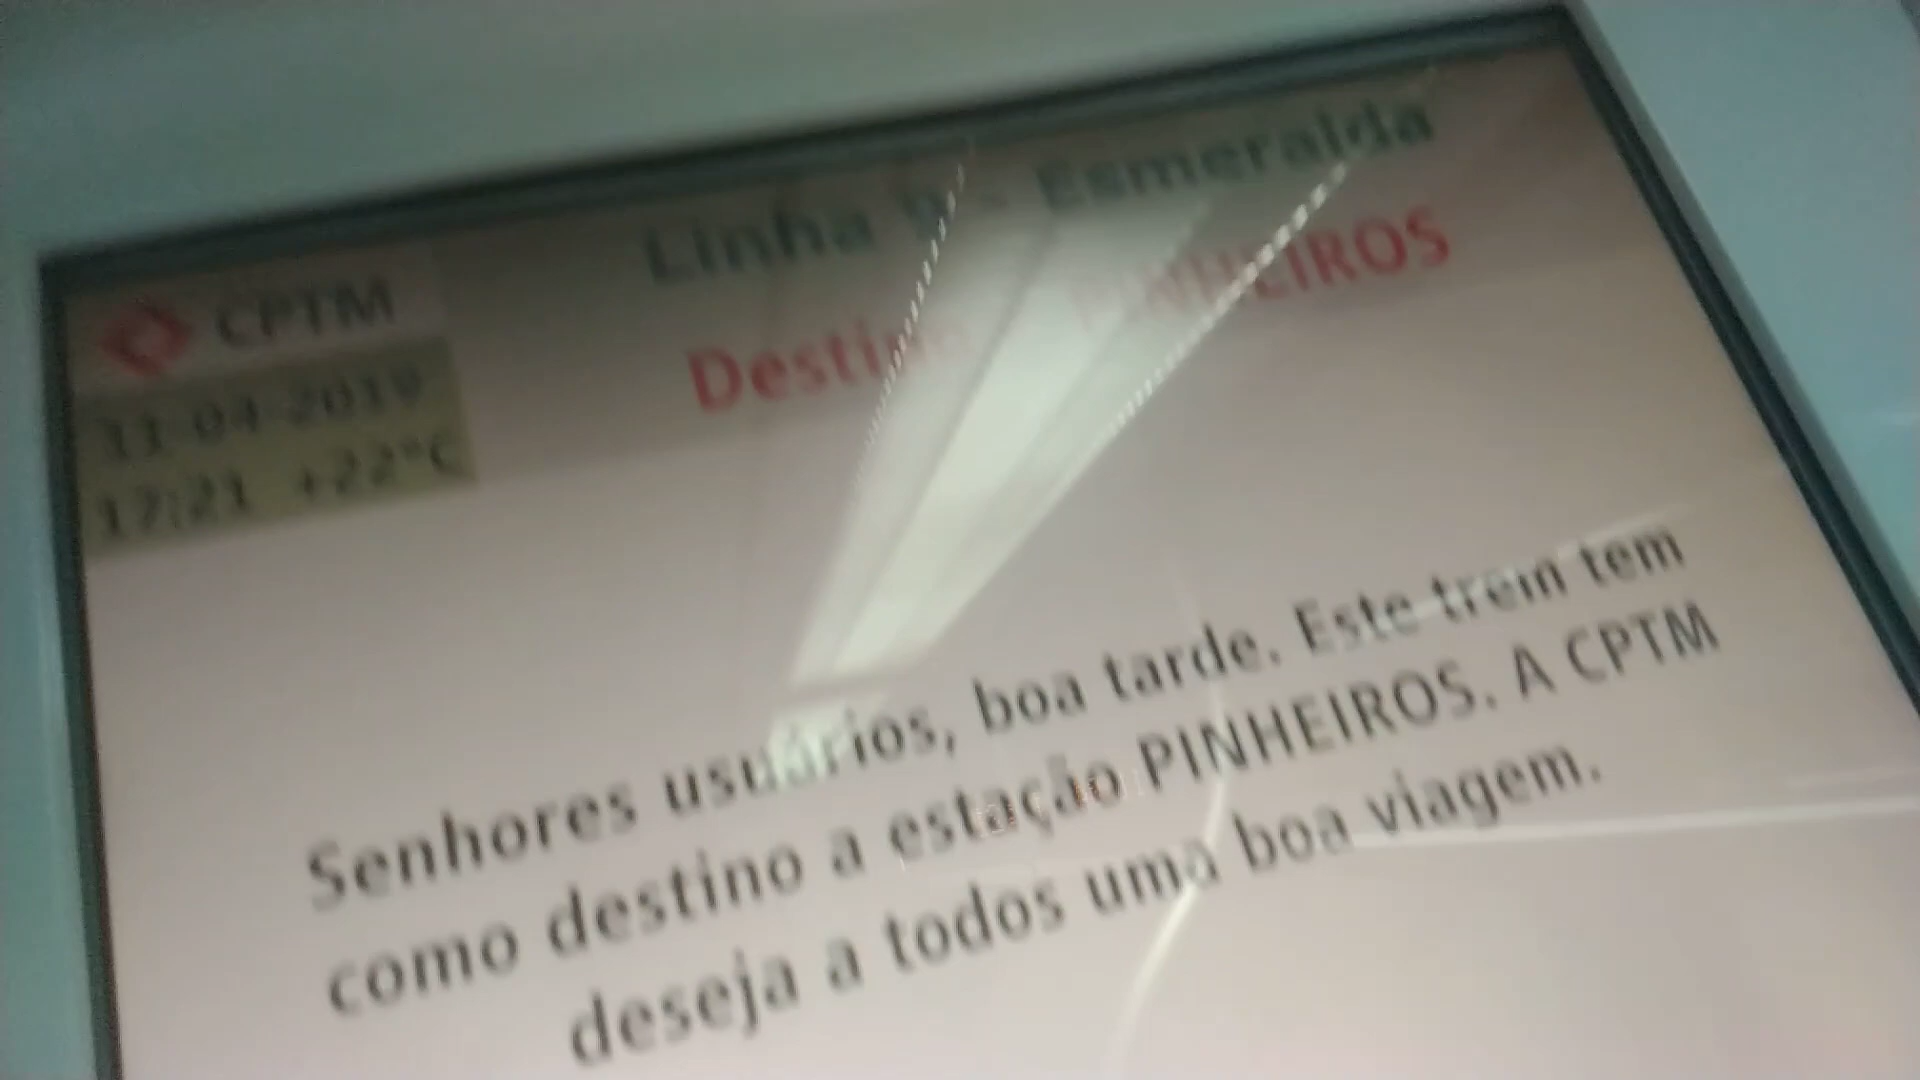 Linha 9 - Esmeralda
Destino PINHEIROS
CPTM
11-04-2019
17:21 +22°C
Senhores usuários, boa tarde. Este trem tem
como destino a estação PINHEIROS. A CPTM
deseja a todos uma boa viagem.